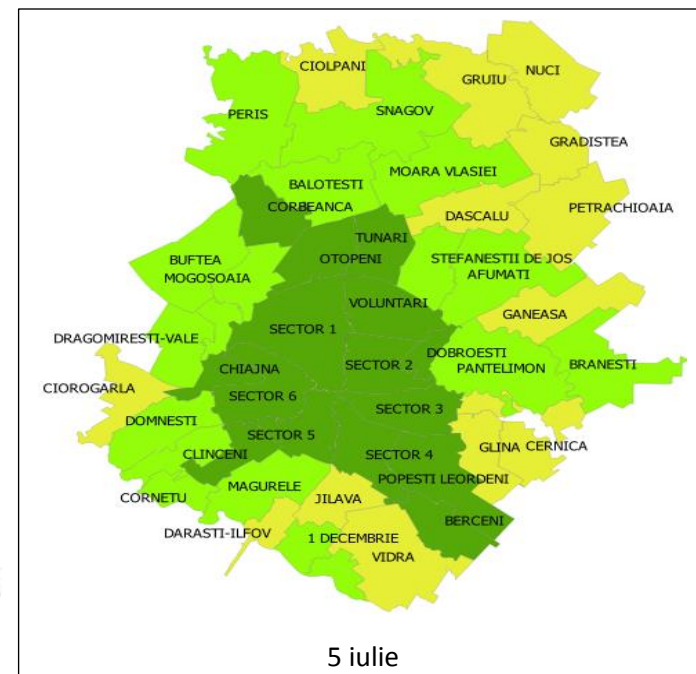 CIOLPANI
NUCI
GRUIU
PERIS
SNAGOV
GRADISTEA
MOARA VLASIEI
BALOTESTI
CORBEANCA
DASCALU
PETRACHIOAIA
TUNARI
OTOPENI
BUFTEA
STEFANESTII DE JOS
MOGOSOAIA
AFUMATI
VOLUNTARI
GANEASA
SECTOR 1
DRAGOMIRESTI-VALE
DOBROESTI
CHIAJNA
SECTOR 2
PANTELIMON
BRANESTI
CIOROGARLA
SECTOR 6
SECTOR 3
DOMNESTI
SECTOR 5
GLINA
CERNICA
CLINCENI
SECTOR 4
POPESTI LEORDENI
MAGURELE
CORNETU
JILAVA
BERCENI
DARASTI-ILFOV
1 DECEMBRIE
VIDRA
5 iulie